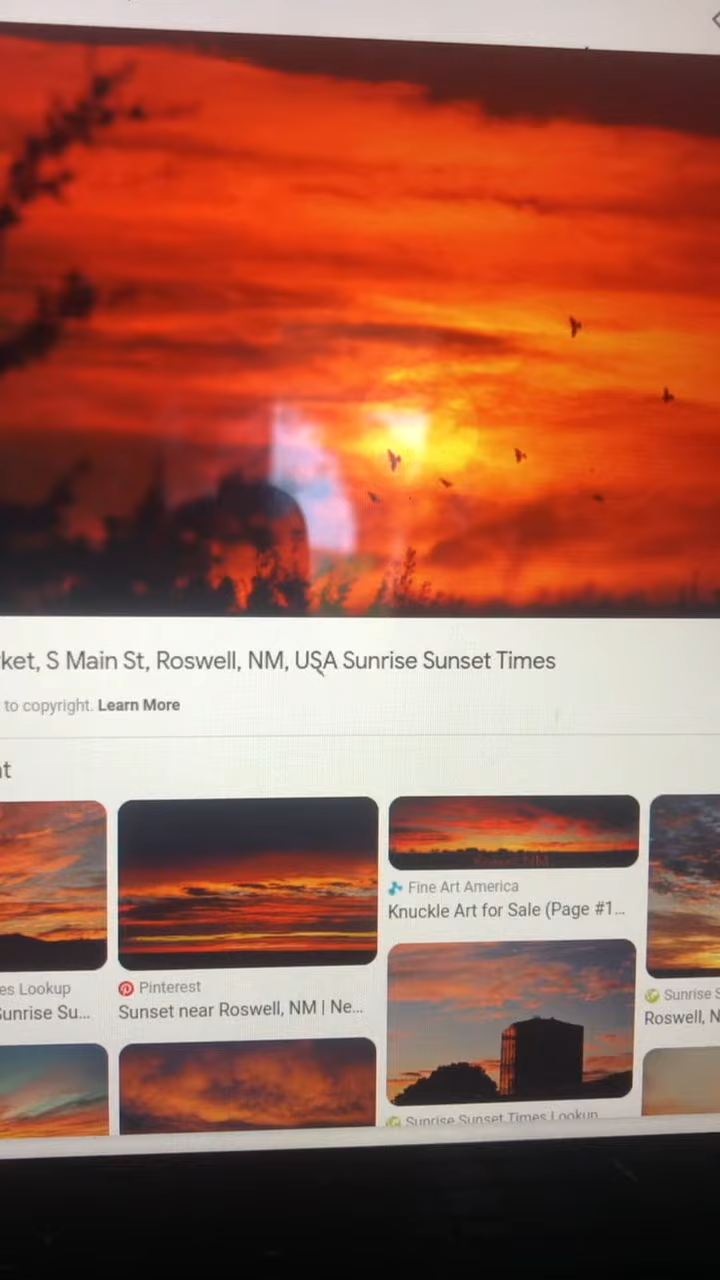 ket, S Main St, Roswell, NM, USA Sunrise Sunset Times
to copyright. Learn More
nt
es Lookup
Sunrise Su...
Pinterest
Sunset near Roswell, NM | Ne...
Fine Art America
Knuckle Art for Sale (Page #1...
Sunrise Sunset Times Lookup
Sunrise S
Roswell, N